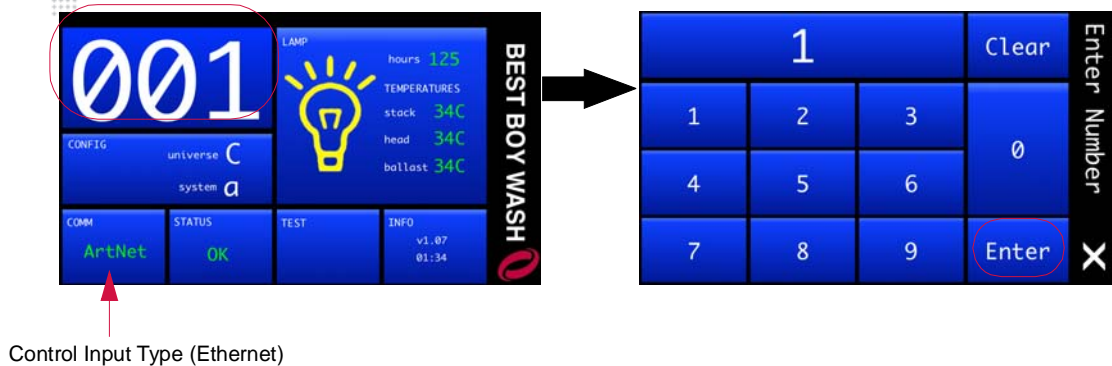 001
LAMP
hours 125
TEMPERATURES
stack 34C
head 34C
ballast 34C
CONFIG
universe C
system a
COMM
ArtNet
STATUS
OK
TEST
INFO
v1.07
01:34
BEST BOY WASH
1
Clear
1 2 3
0
4 5 6
7 8 9
Enter
Enter Number
X
Control Input Type (Ethernet)